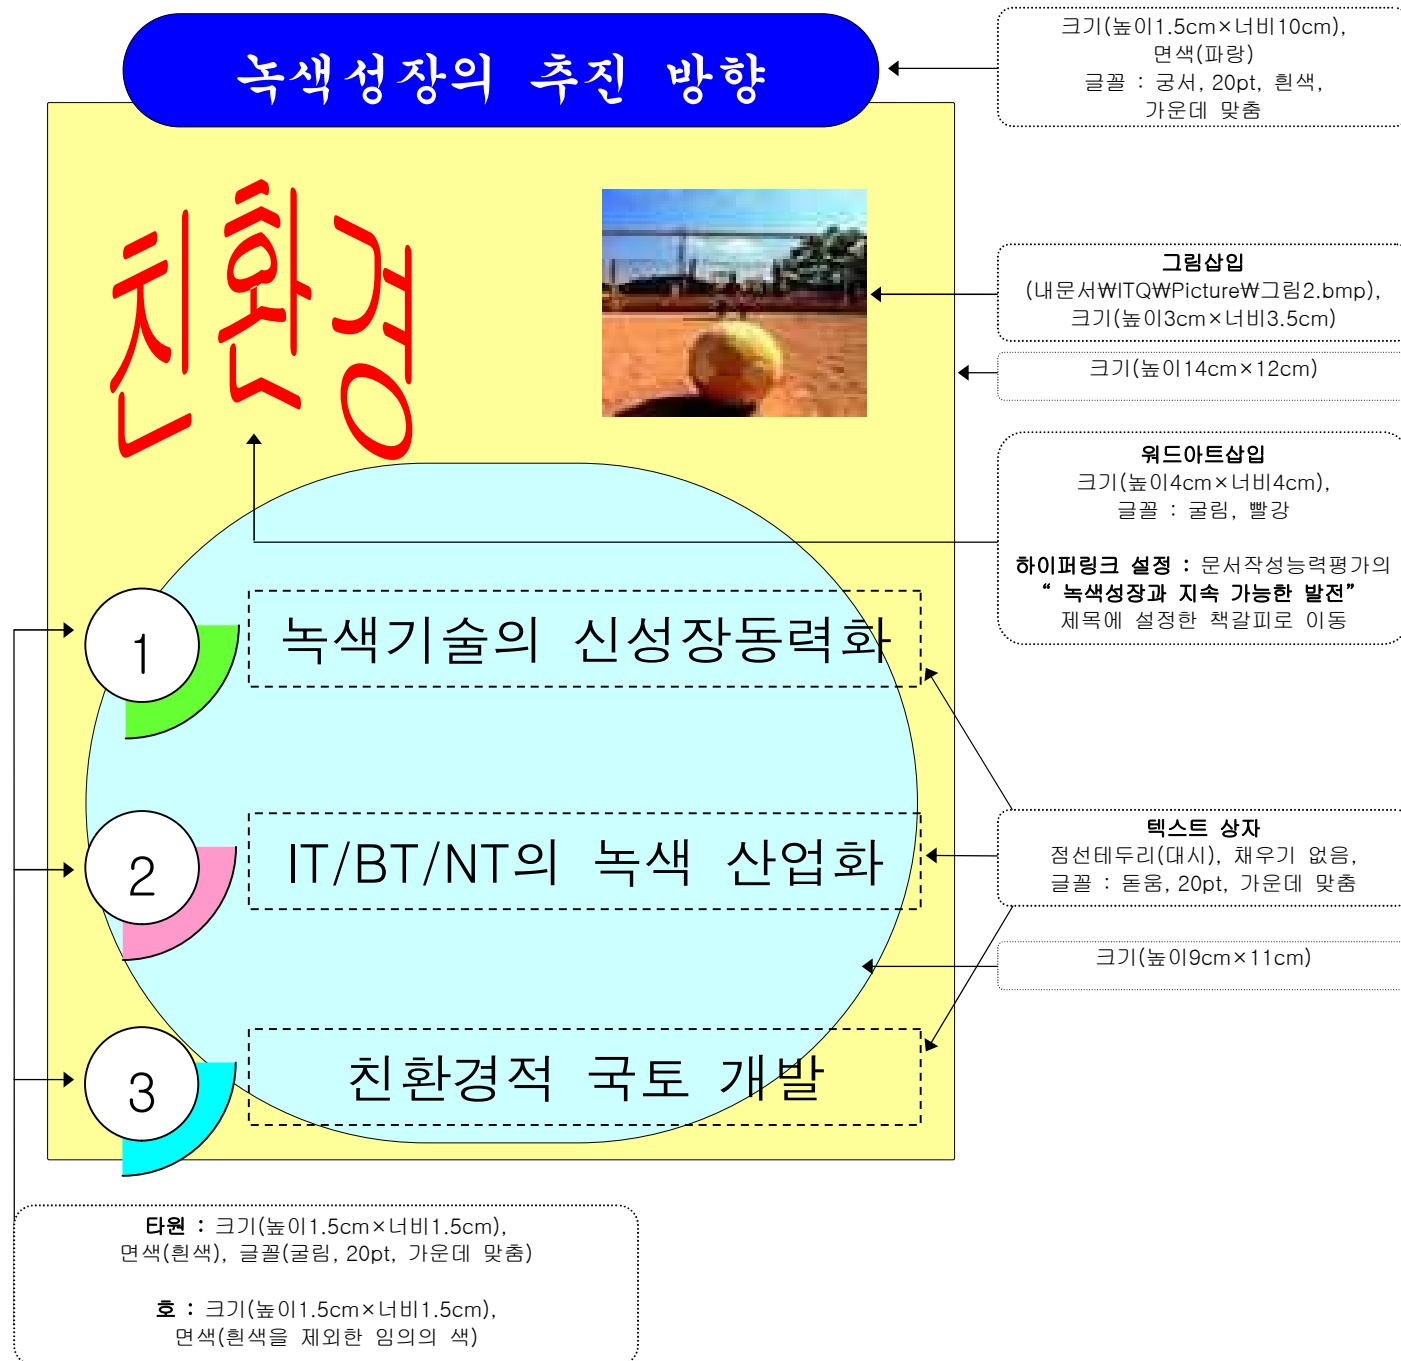 녹색성장의 추진 방향
크기(높이1.5cm×너비10cm),
면색(파랑)
글꼴 : 궁서, 20pt, 흰색,
가운데 맞춤
친환경
그림삽입
(내문서₩ITQ₩Picture₩그림2.bmp),
크기(높이3cm×너비3.5cm)
크기(높이14cm×12cm)
워드아트삽입
크기(높이4cm×너비4cm),
글꼴 : 굴림, 빨강
하이퍼링크 설정 : 문서작성능력평가의
“ 녹색성장과 지속 가능한 발전”
제목에 설정한 책갈피로 이동
1
녹색기술의 신성장동력화
2
IT/BT/NT의 녹색 산업화
텍스트 상자
점선테두리(대시), 채우기 없음,
글꼴 : 돋움, 20pt, 가운데 맞춤
크기(높이9cm×11cm)
3
친환경적 국토 개발
타원 : 크기(높이1.5cm×너비1.5cm),
면색(흰색), 글꼴(굴림, 20pt, 가운데 맞춤)
호 : 크기(높이1.5cm×너비1.5cm),
면색(흰색을 제외한 임의의 색)